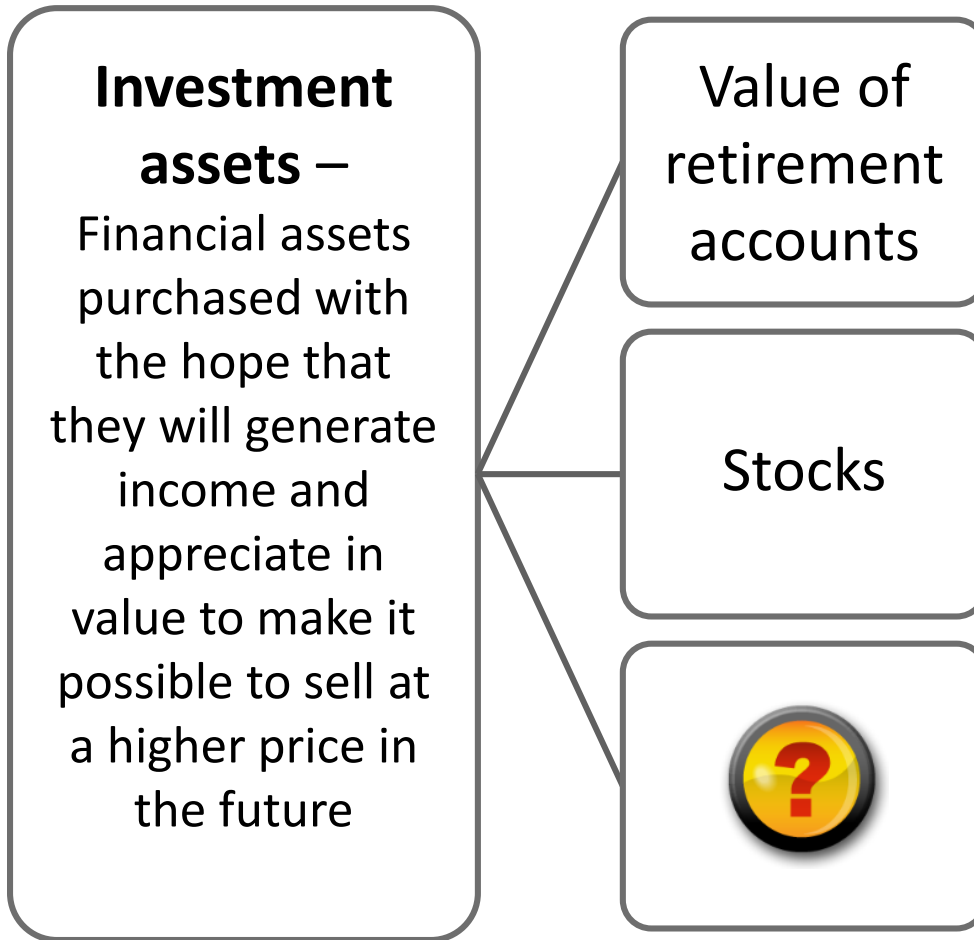 Investment
assets –
Financial assets
purchased with
the hope that
they will generate
income and
appreciate in
value to make it
possible to sell at
a higher price in
the future
Value of
retirement
accounts
Stocks
?